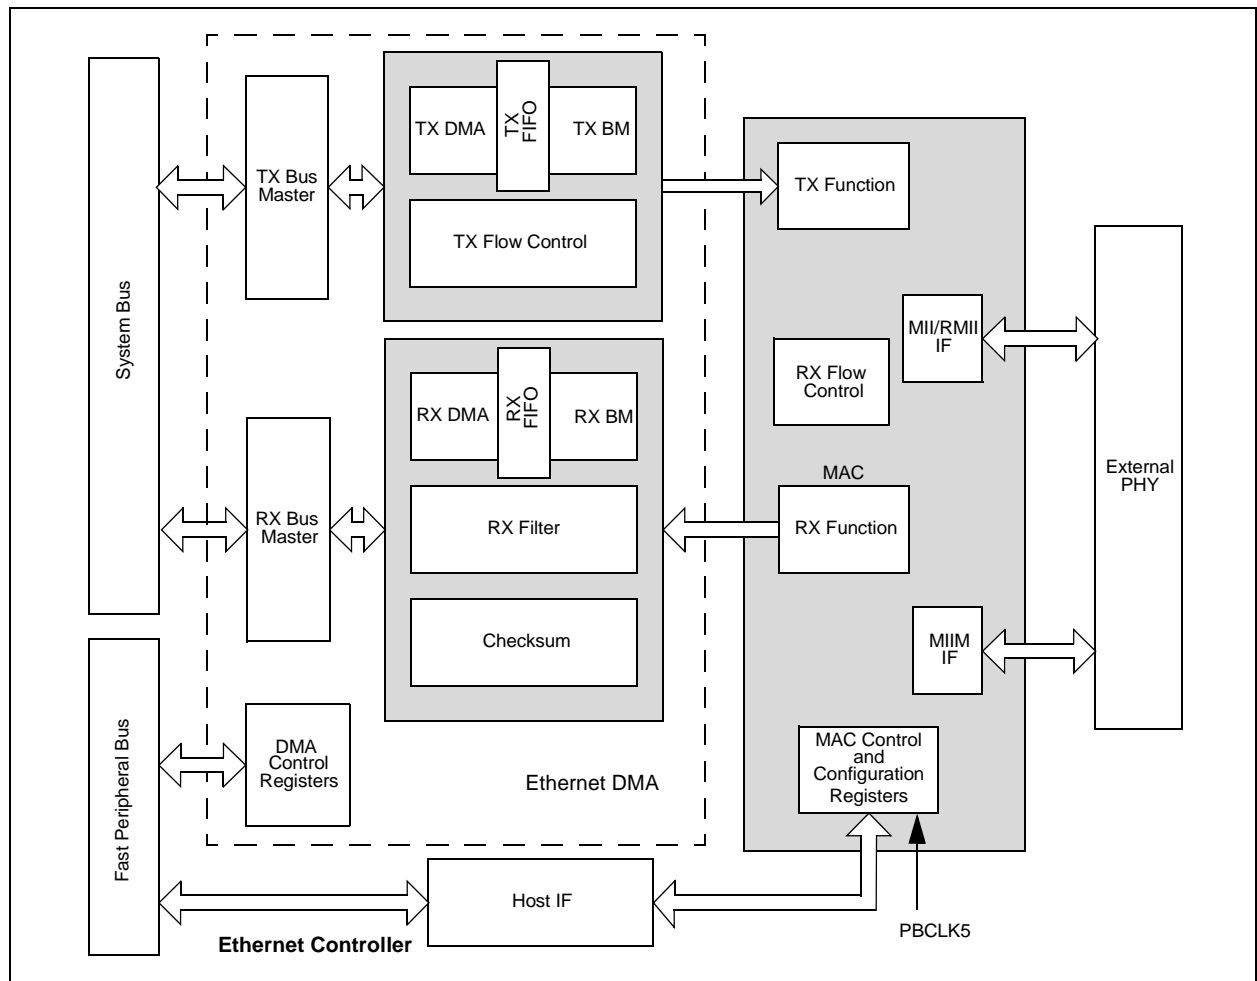 System Bus
Fast Peripheral Bus
TX Bus
Master
TX DMA
TX
FIFO
TX BM
TX Flow Control
RX Bus
Master
RX DMA
RX
FIFO
RX BM
RX Filter
Checksum
DMA
Control
Registers
Ethernet DMA
TX Function
MII/RMII
IF
RX Flow
Control
MAC
RX Function
MIIM
IF
MAC Control
and
Configuration
Registers
External
PHY
Host IF
PBCLK5
Ethernet Controller